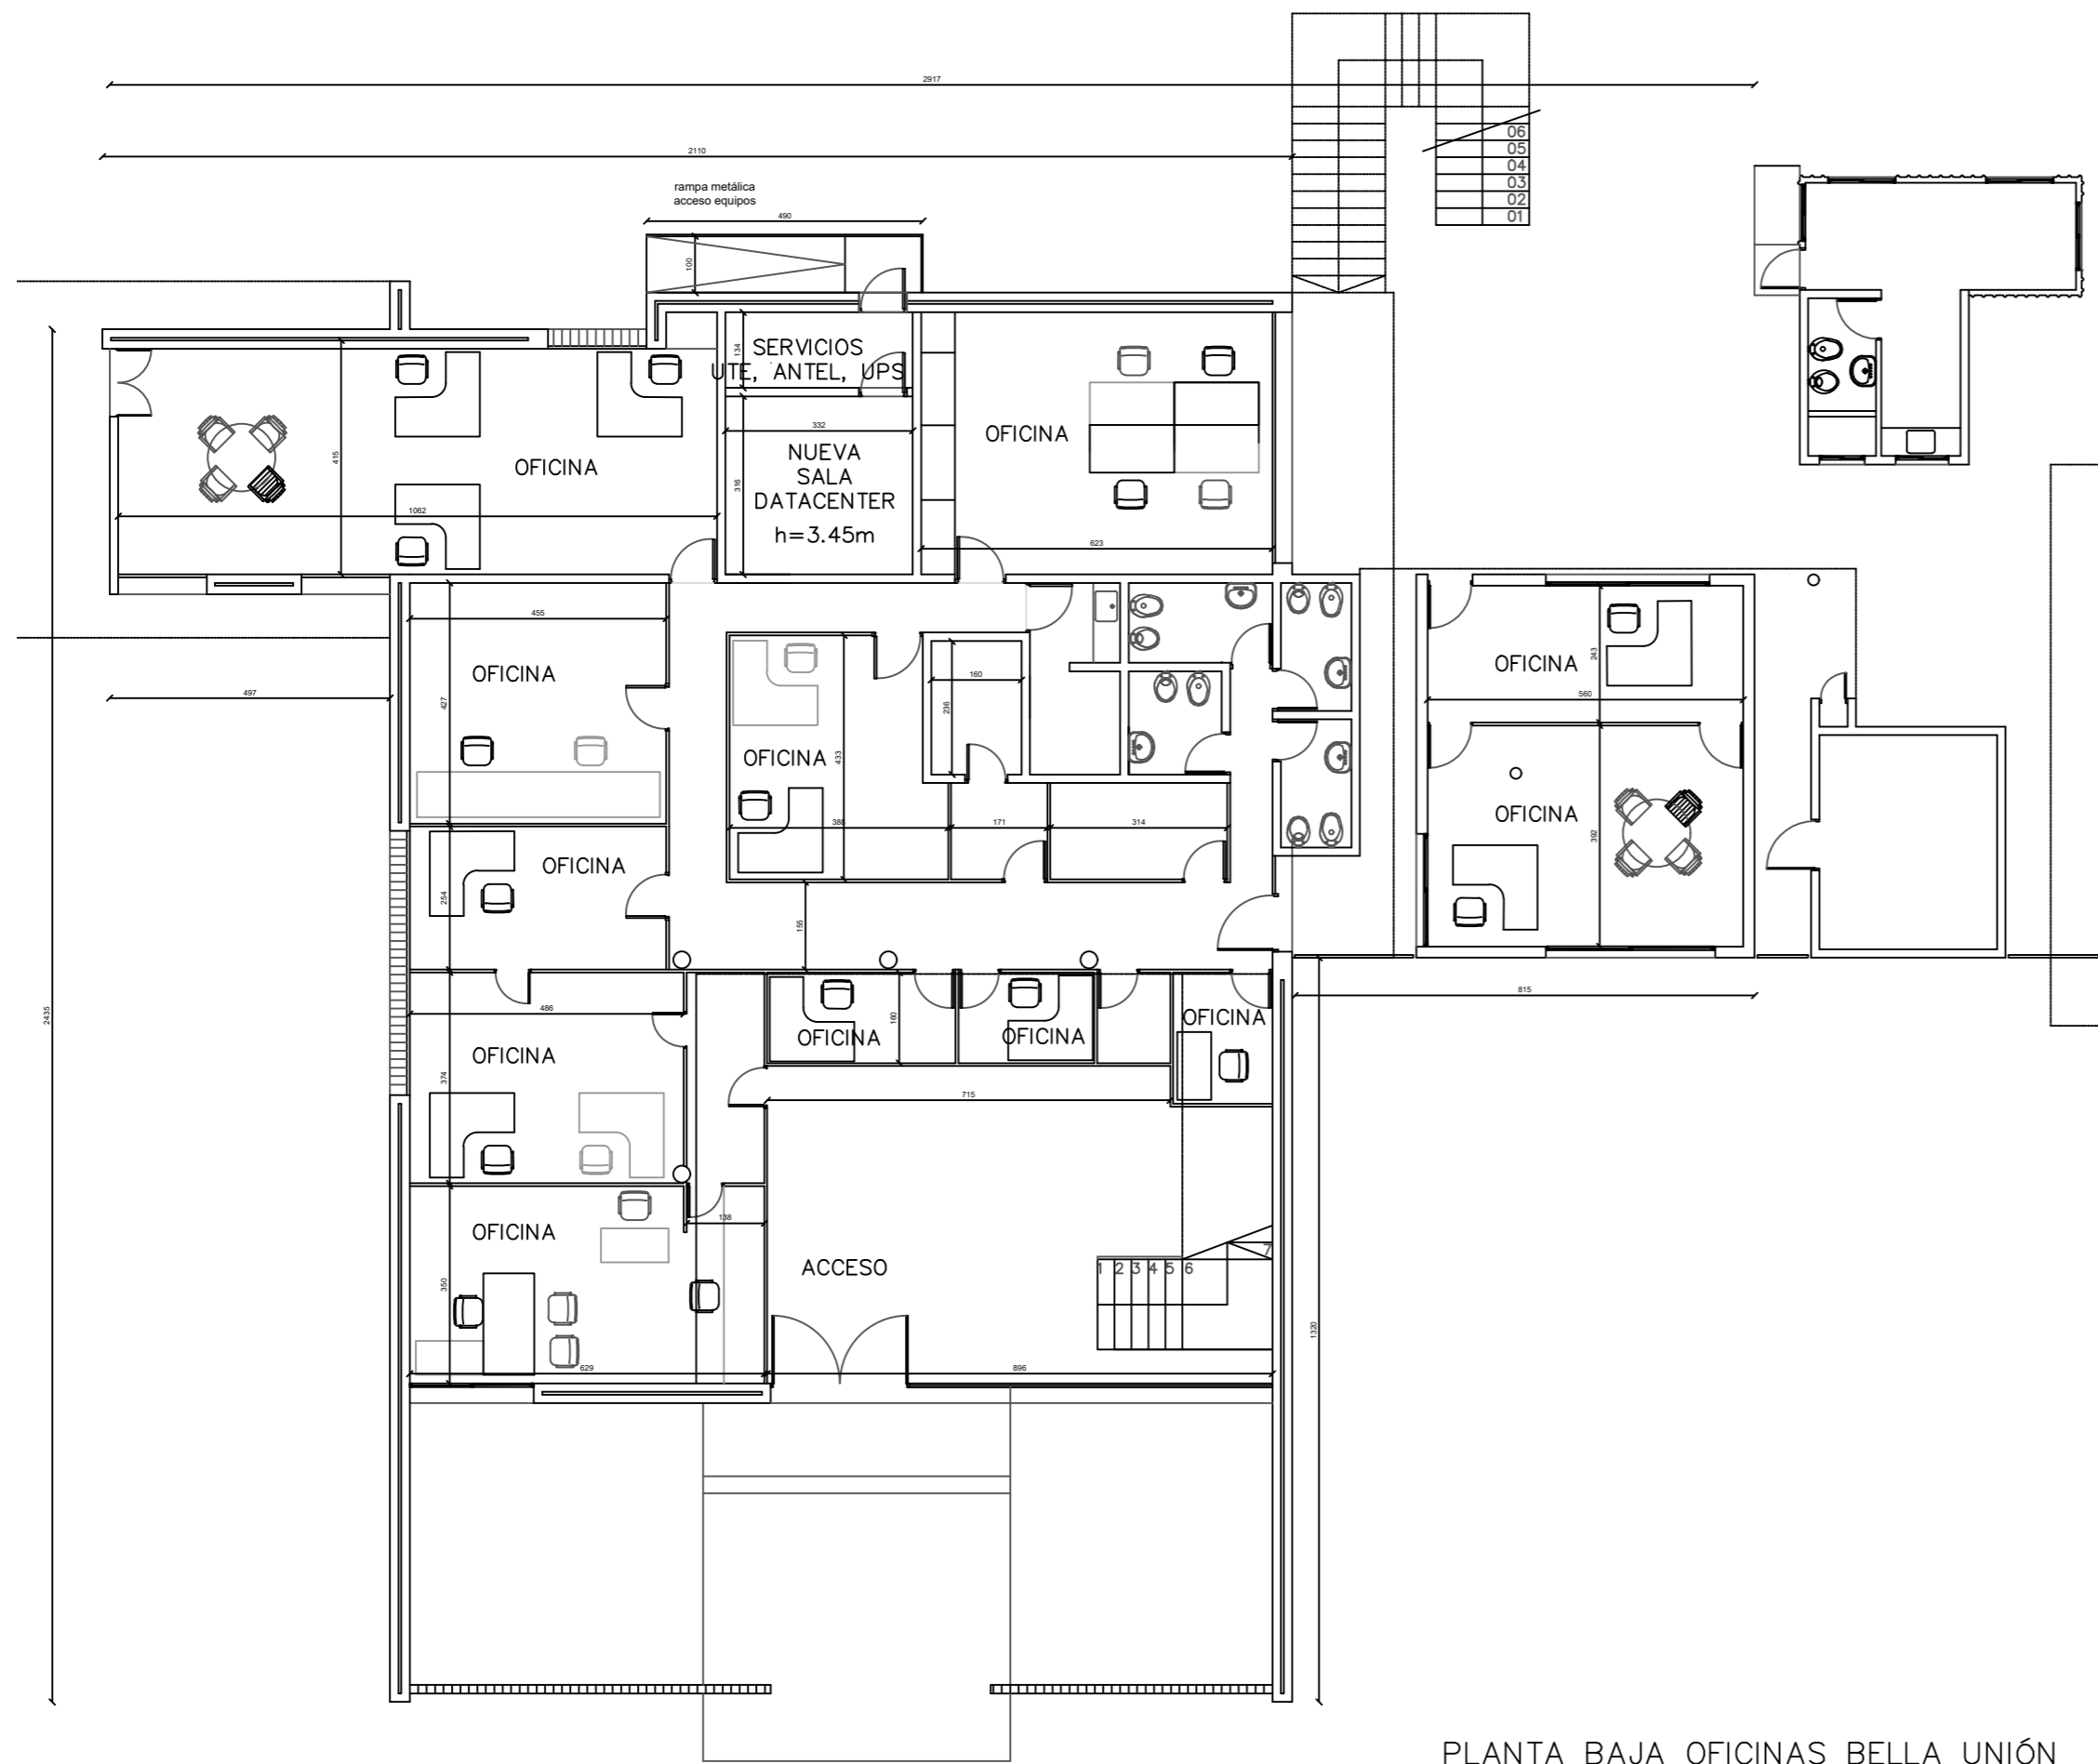 2917
2110
06
05
04
03
02
01
rampa metálica
acceso equipos
490
100
134
SERVICIOS
UTE, ANTEL, UPS
332
316
NUEVA
SALA
DATACENTER
h=3.45m
OFICINA
623
415
OFICINA
1062
455
OFICINA
427
497
160
236
OFICINA
433
388
171
314
OFICINA
243
560
OFICINA
392
OFICINA
254
155
815
2435
486
OFICINA
374
OFICINA
160
OFICINA
OFICINA
715
OFICINA
138
350
ACCESO
7
1 2 3 4 5 6
629
896
1320
PLANTA BAJA OFICINAS BELLA UNIÓN